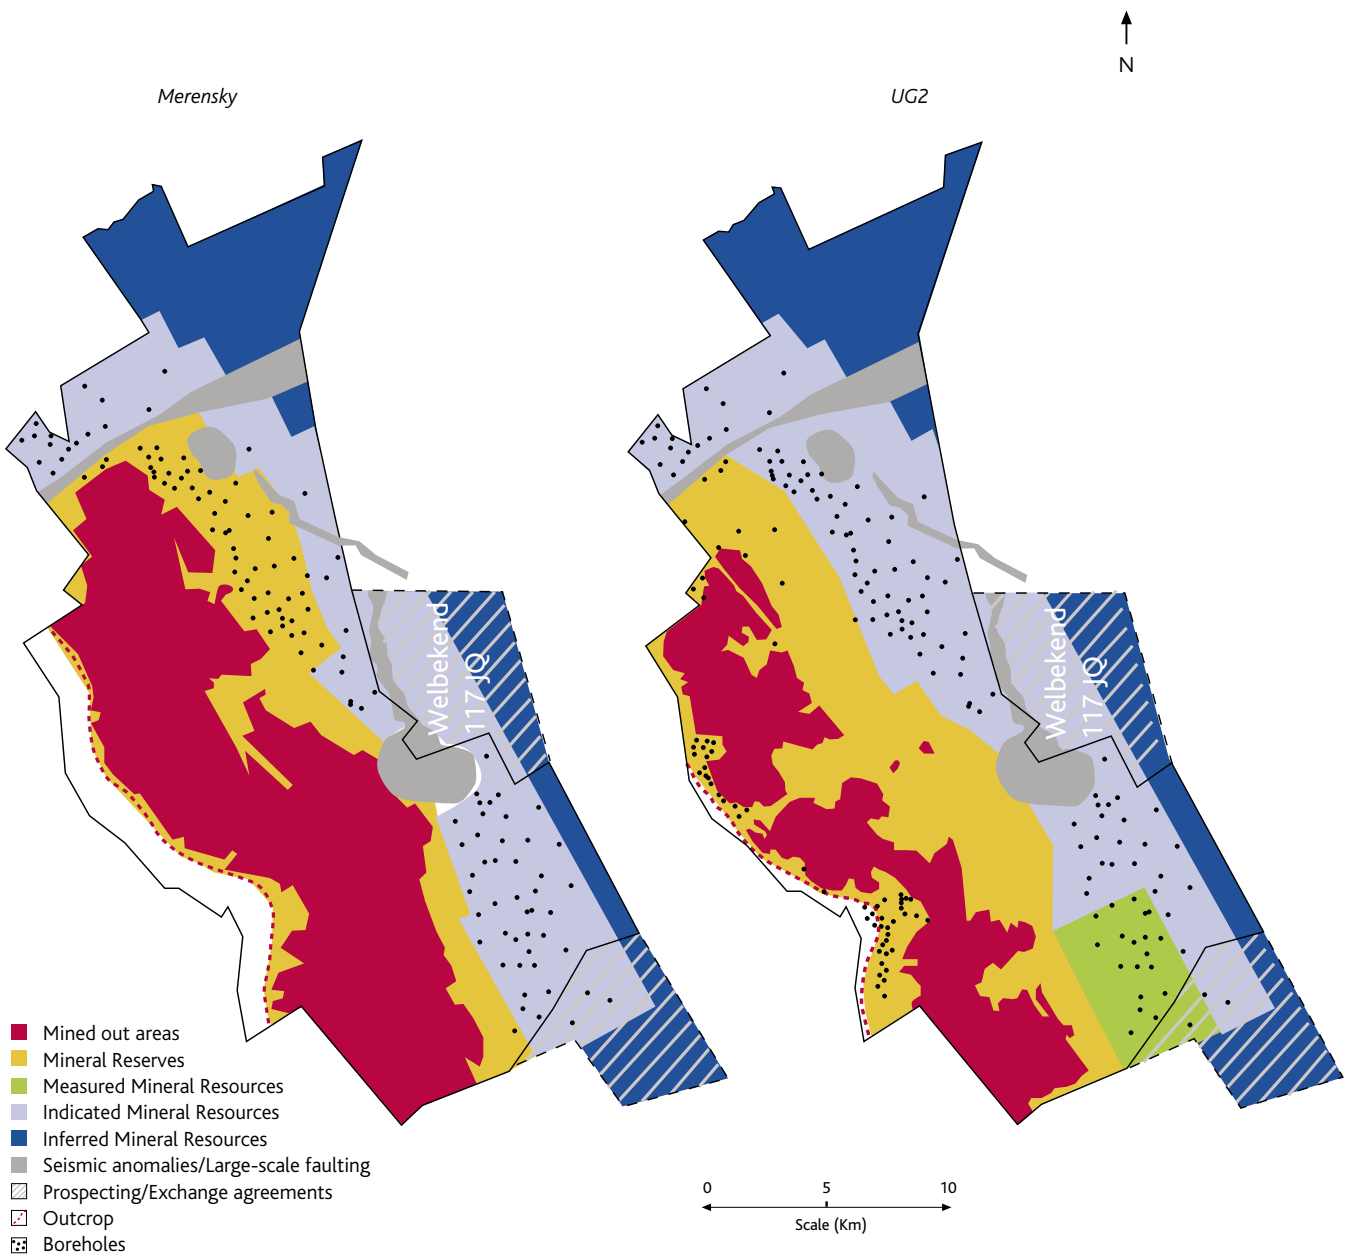 N
Merensky
UG2
Welbekend
117 JQ
Welbekend
117 JQ
Mined out areas
Mineral Reserves
Measured Mineral Resources
Indicated Mineral Resources
Inferred Mineral Resources
Seismic anomalies/Large-scale faulting
Prospecting/Exchange agreements
Outcrop
Boreholes
0 5 10
Scale (Km)